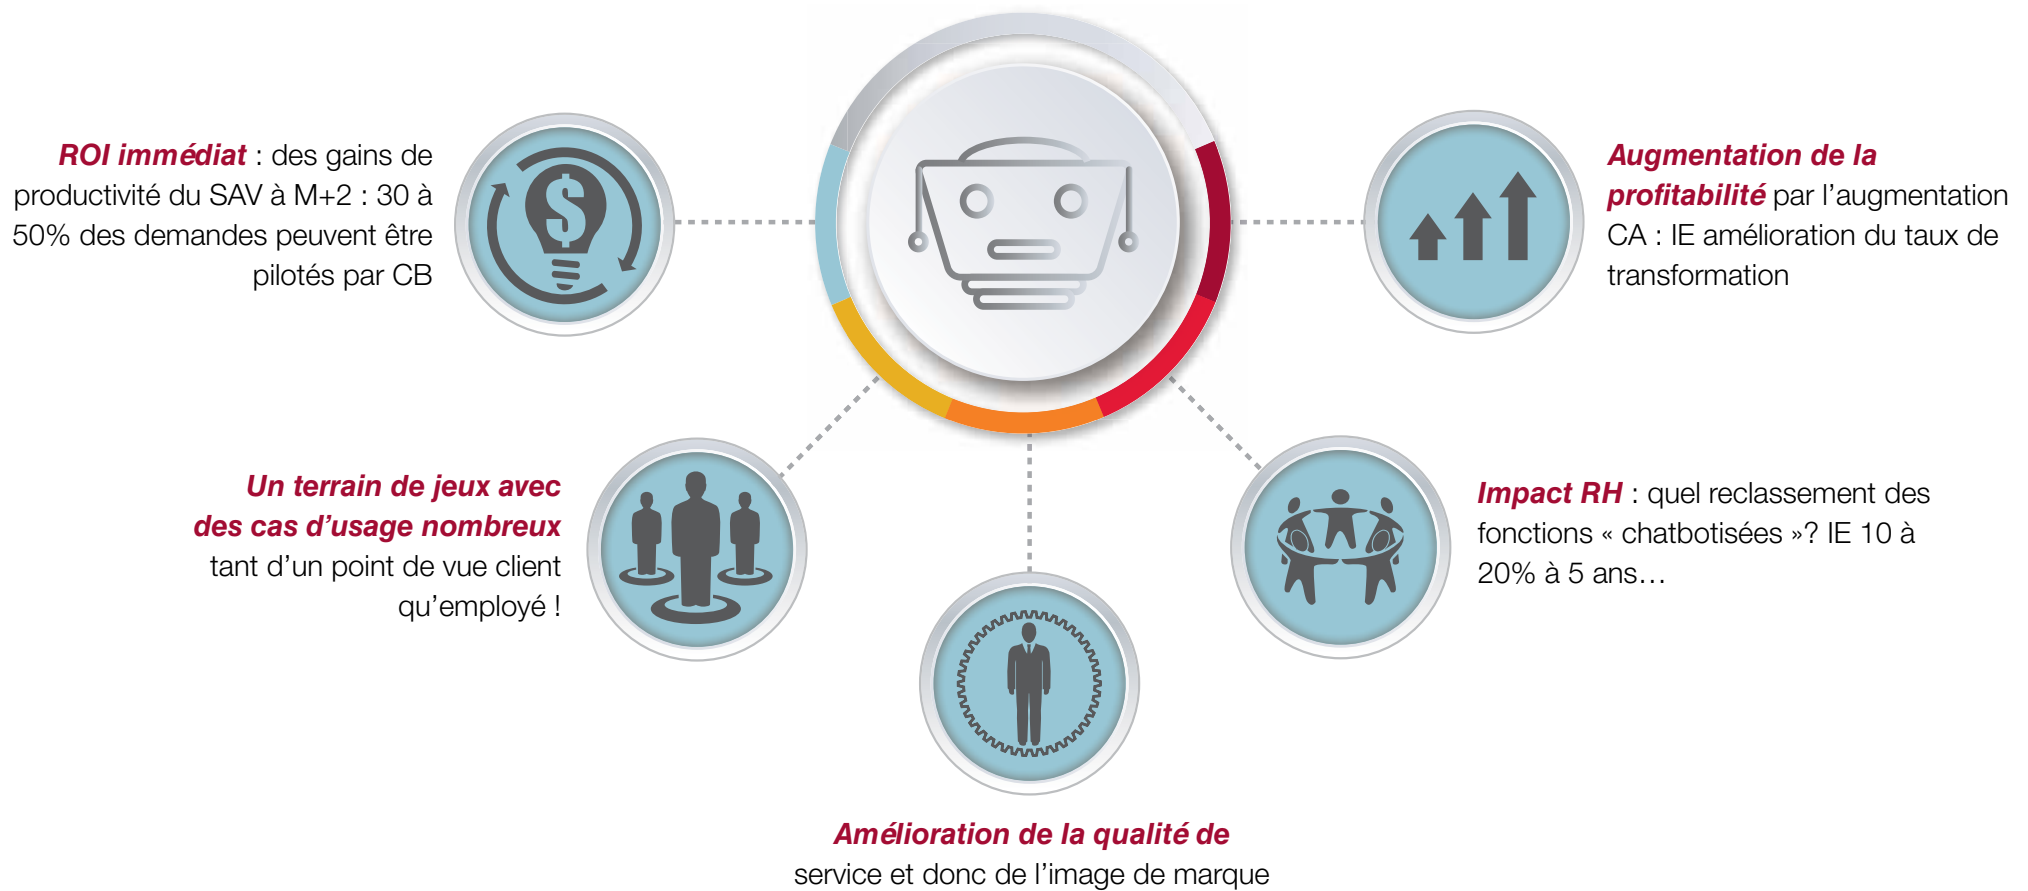 ROI immédiat : des gains de
productivité du SAV à M+2 : 30 à
50% des demandes peuvent être
pilotés par CB
Augmentation de la
profitabilité par l’augmentation
CA : IE amélioration du taux de
transformation
Un terrain de jeux avec
des cas d’usage nombreux
tant d’un point de vue client
qu’employé !
Impact RH : quel reclassement des
fonctions « chatbotisées »? IE 10 à
20% à 5 ans…
Amélioration de la qualité de
service et donc de l’image de marque